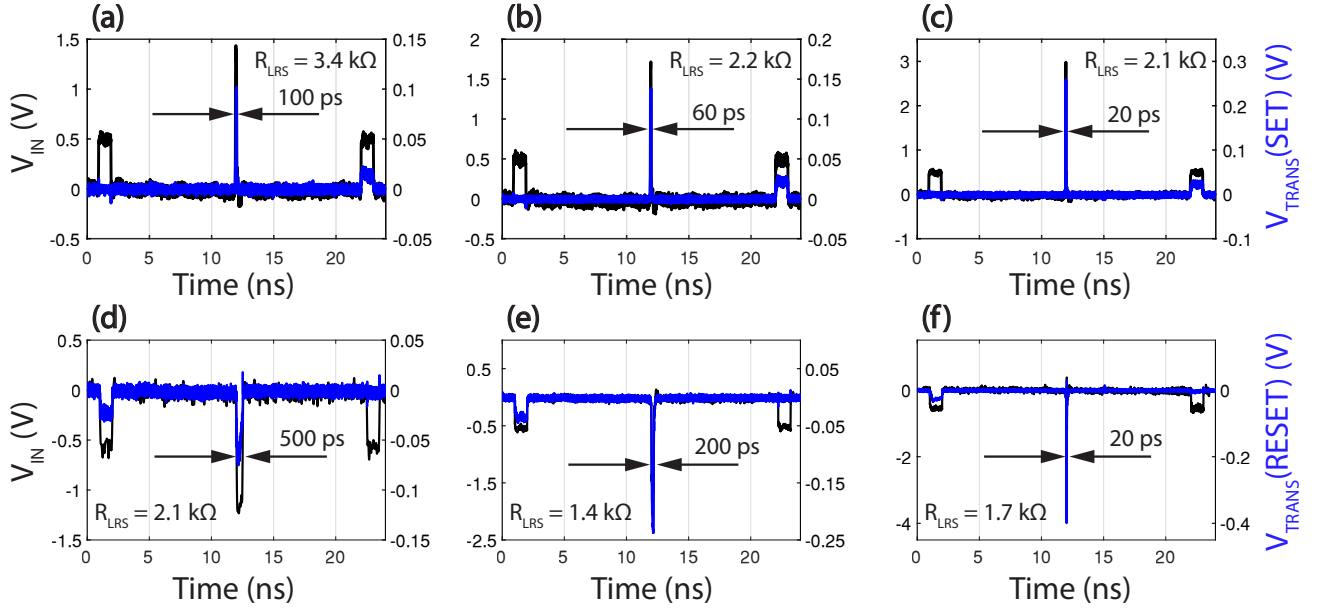 (a)
(b)
(c)
1.5
1
0.5
0
-0.5
0.15
0.1
0.05
0
-0.05
R_LRS = 3.4 kΩ
100 ps
0 5 10 15 20
Time (ns)
V_IN (V)
2
1.5
1
0.5
0
-0.5
0.2
0.15
0.1
0.05
0
-0.05
R_LRS = 2.2 kΩ
60 ps
0 5 10 15 20
Time (ns)
3
2
1
0
-1
0.3
0.2
0.1
0
-0.1
R_LRS = 2.1 kΩ
20 ps
0 5 10 15 20
Time (ns)
V_TRANS(SET) (V)
(d)
(e)
(f)
0.5
0
-0.5
-1
-1.5
0.05
0
-0.05
-0.1
-0.15
500 ps
R_LRS = 2.1 kΩ
0 5 10 15 20
Time (ns)
V_IN (V)
0.5
-0.5
-1.5
-2.5
0.05
-0.05
-0.15
-0.25
200 ps
R_LRS = 1.4 kΩ
0 5 10 15 20
Time (ns)
0
-2
-4
0
-0.2
-0.4
20 ps
R_LRS = 1.7 kΩ
0 5 10 15 20
Time (ns)
V_TRANS(RESET) (V)